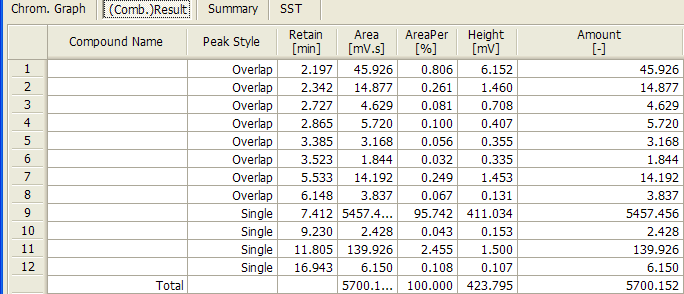 Chrom. Graph (Comb.)Result Summary SST
Compound Name Peak Style Retain [min] Area [mV.s] AreaPer [%] Height [mV] Amount [-]
1 Overlap 2.197 45.926 0.806 6.152 45.926
2 Overlap 2.342 14.877 0.261 1.460 14.877
3 Overlap 2.727 4.629 0.081 0.708 4.629
4 Overlap 2.865 5.720 0.100 0.407 5.720
5 Overlap 3.385 3.168 0.056 0.355 3.168
6 Overlap 3.523 1.844 0.032 0.335 1.844
7 Overlap 5.533 14.192 0.249 1.453 14.192
8 Overlap 6.148 3.837 0.067 0.131 3.837
9 Single 7.412 5457.4... 95.742 411.034 5457.456
10 Single 9.230 2.428 0.043 0.153 2.428
11 Single 11.805 139.926 2.455 1.500 139.926
12 Single 16.943 6.150 0.108 0.107 6.150
Total 5700.1... 100.000 423.795 5700.152